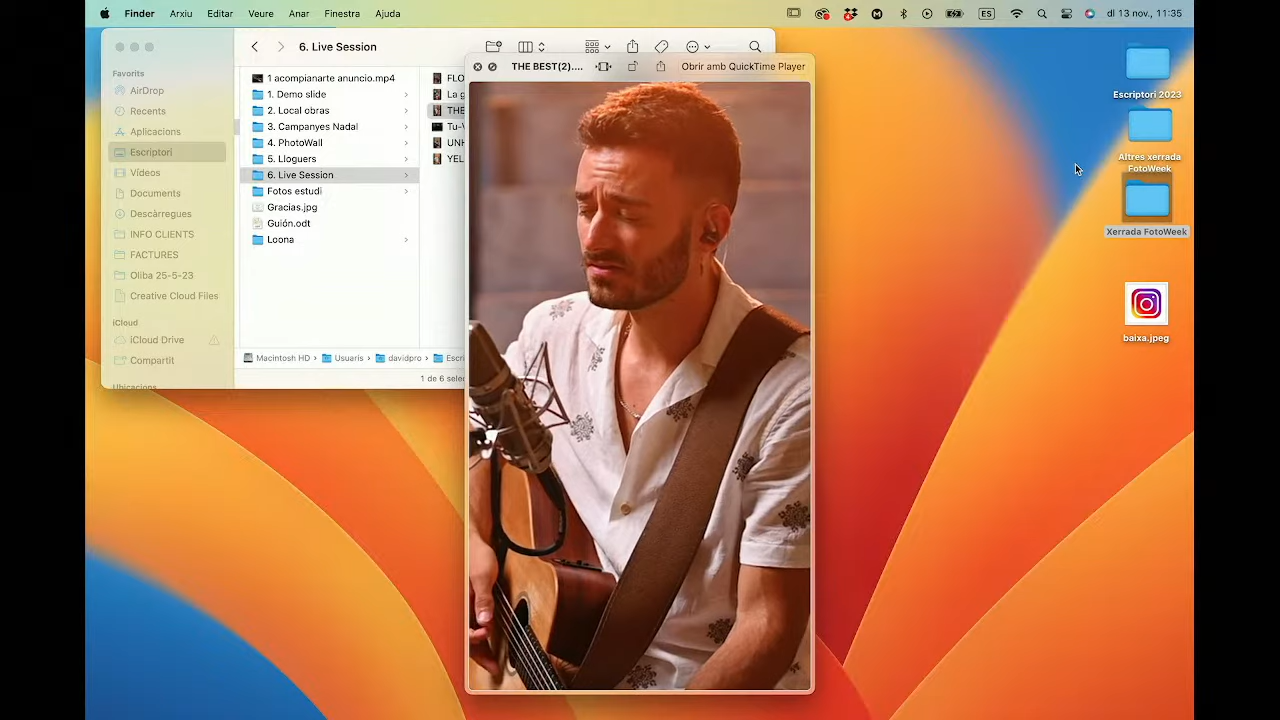 Finder Arxiu Editar Veure Anar Finestra Ajuda
ES dl 13 nov., 11:35
6. Live Session
Favorits
AirDrop
Recents
Aplicacions
Escriptori
Vídeos
Documents
Descàrregues
INFO CLIENTS
FACTURES
Oliba 25-5-23
Creative Cloud Files
iCloud
iCloud Drive
Compartit
Ubicacions
1 acompianarte anuncio.mp4
1. Demo slide
2. Local obras
3. Campanyes Nadal
4. PhotoWall
5. Lloguers
6. Live Session
Fotos estudi
Gracias.jpg
Guión.odt
Loona
FLO
La g
THE
Tu-V
UNH
YEL
Macintosh HD › Usuaris › davidpro › Escri
1 de 6 selec
THE BEST(2)....
Obrir amb QuickTime Player
Escriptori 2023
Altres xerrada
FotoWeek
Xerrada FotoWeek
baixa.jpeg